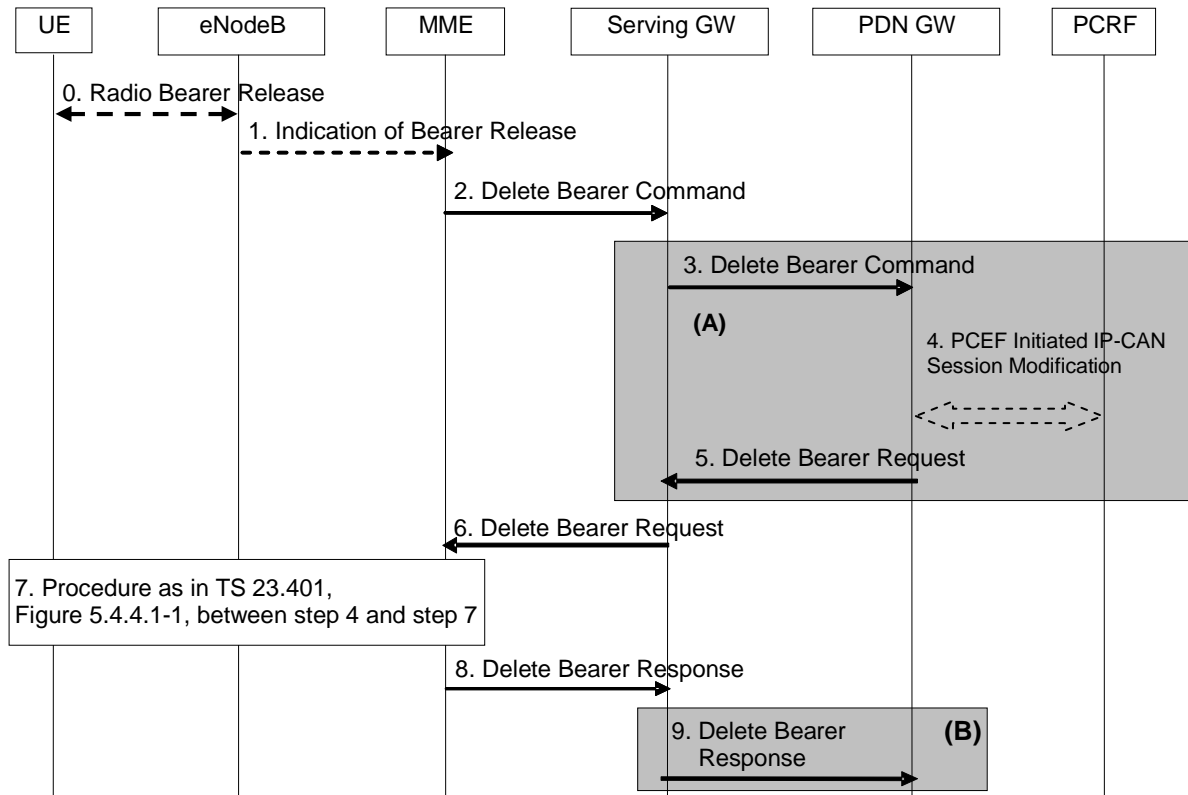 UE
eNodeB
MME
Serving GW
PDN GW
PCRF
0. Radio Bearer Release
1. Indication of Bearer Release
2. Delete Bearer Command
3. Delete Bearer Command
(A)
4. PCEF Initiated IP-CAN
Session Modification
5. Delete Bearer Request
6. Delete Bearer Request
7. Procedure as in TS 23.401,
Figure 5.4.4.1-1, between step 4 and step 7
8. Delete Bearer Response
9. Delete Bearer
Response
(B)